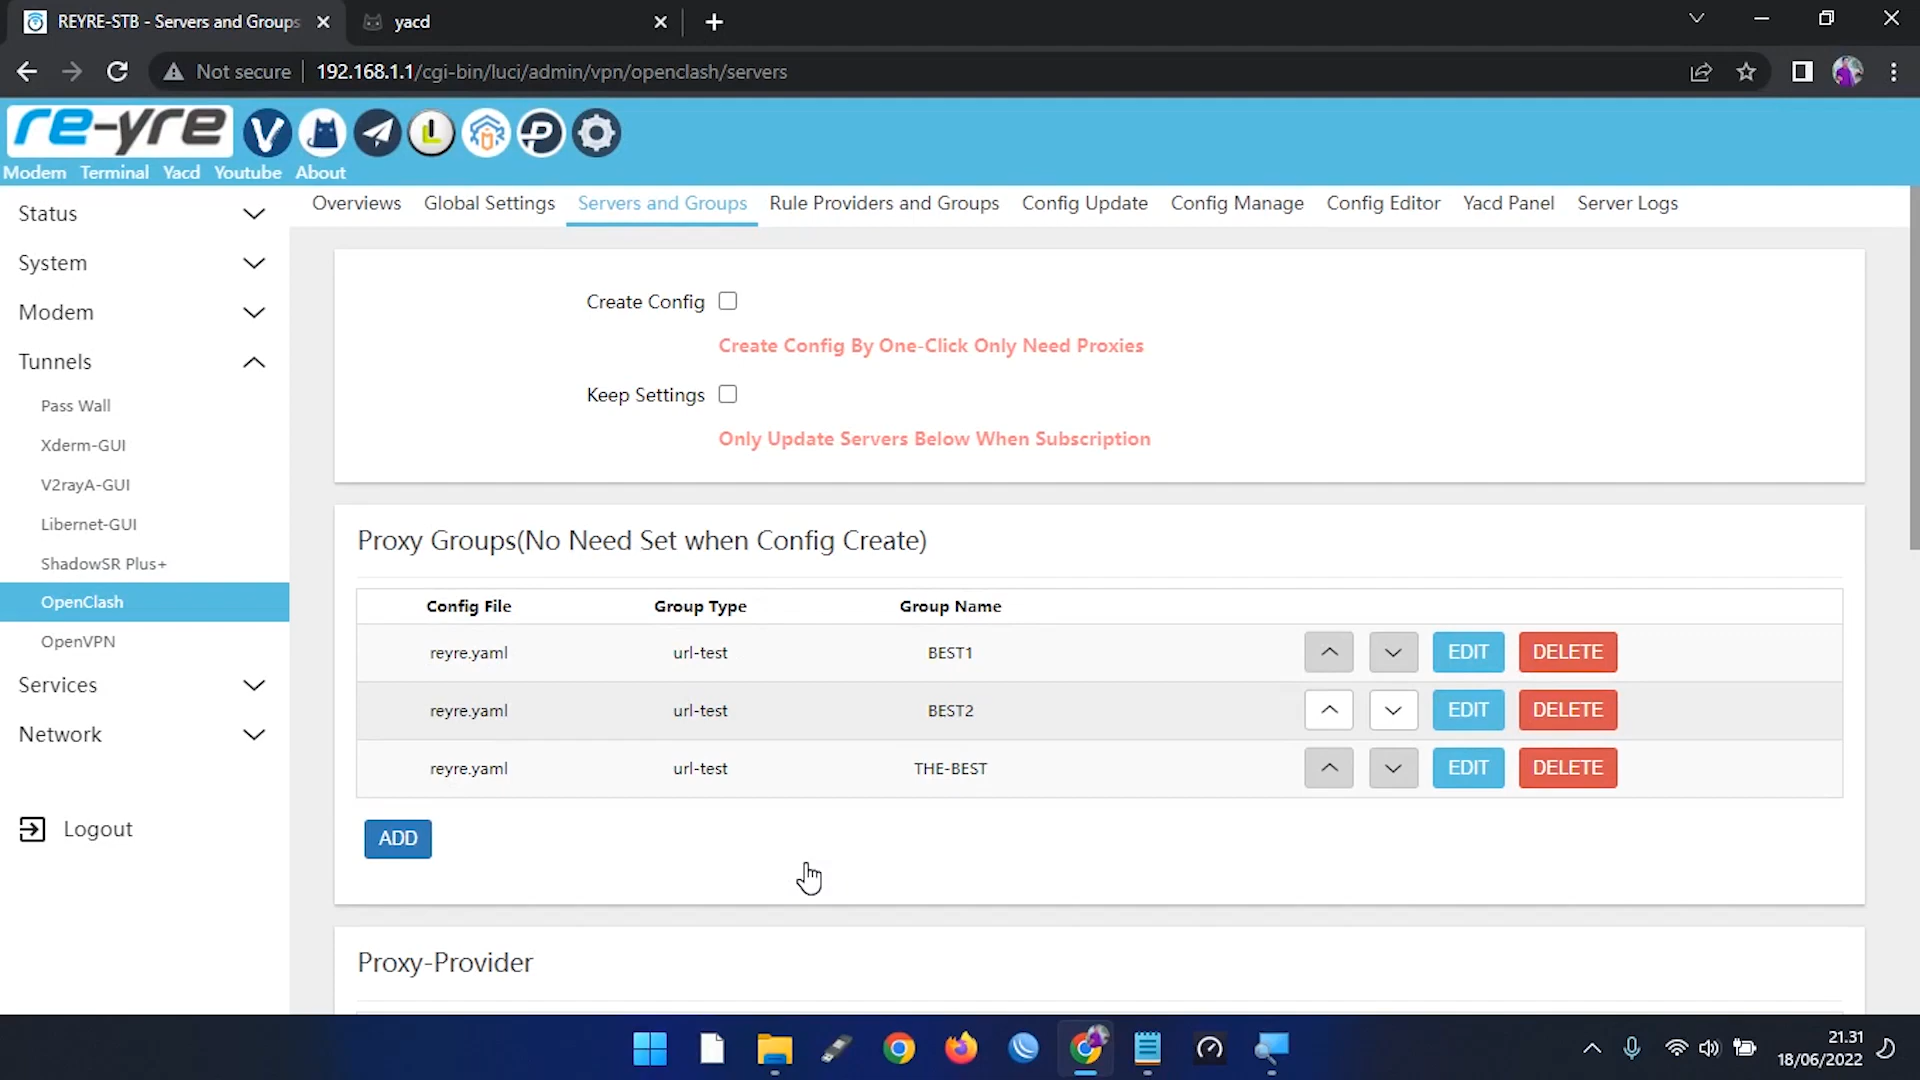 REYRE-STB - Servers and Groups
yacd
Not secure
192.168.1.1/cgi-bin/luci/admin/vpn/openclash/servers
re-yre
Modem Terminal Yacd Youtube About
Status
System
Modem
Tunnels
Pass Wall
Xderm-GUI
V2rayA-GUI
Libernet-GUI
ShadowSR Plus+
OpenClash
OpenVPN
Services
Network
Logout
Overviews Global Settings Servers and Groups Rule Providers and Groups Config Update Config Manage Config Editor Yacd Panel Server Logs
Create Config
Create Config By One-Click Only Need Proxies
Keep Settings
Only Update Servers Below When Subscription
Proxy Groups(No Need Set when Config Create)
Config File Group Type Group Name
reyre.yaml url-test BEST1 EDIT DELETE
reyre.yaml url-test BEST2 EDIT DELETE
reyre.yaml url-test THE-BEST EDIT DELETE
ADD
Proxy-Provider
21.31
18/06/2022